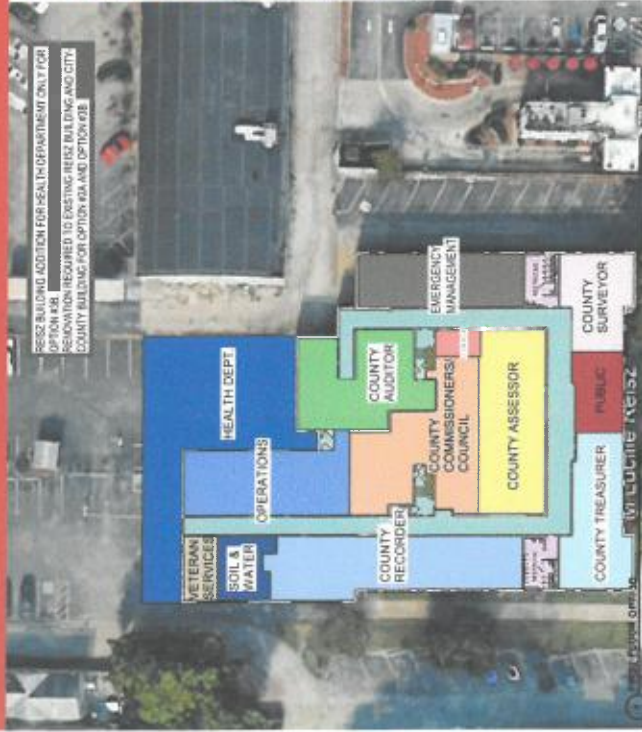 REISZ BUILDING ADDITION FOR HEALTH DEPARTMENT ONLY FOR
OPTION #3B.
RENOVATION REQUIRED TO EXISTING REISZ BUILDING AND CITY
COUNTY BUILDING FOR OPTION #3A AND OPTION #3B
HEALTH DEPT.
OPERATIONS
VETERAN
SERVICES
SOIL &
WATER
COUNTY
AUDITOR
EMERGENCY
MANAGEMENT
COUNTY
COMMISSIONERS/
COUNCIL
COUNTY
RECORDER
COUNTY ASSESSOR
COUNTY
SURVEYOR
PUBLIC
COUNTY TREASURER